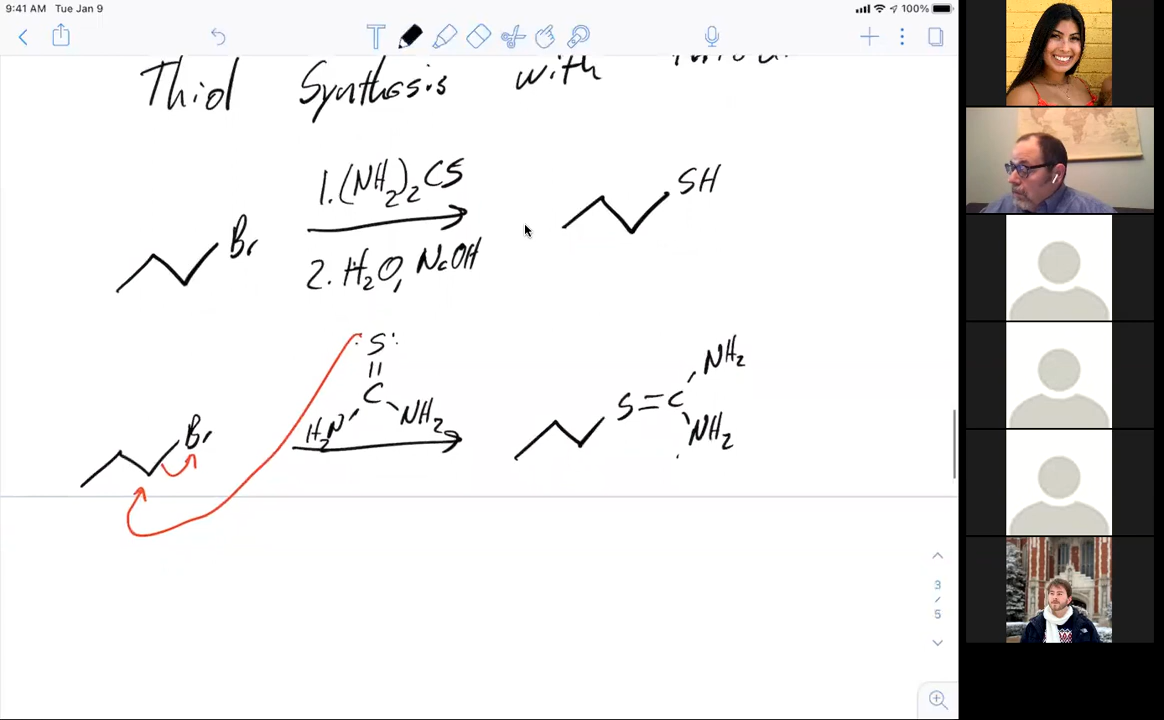 9:41 AM Tue Jan 9
100%
Thiol Synthesis with
1. (NH2)2CS
Br
2. H2O, NaOH
SH
:S:
||
C
H2N
NH2
Br
S=C
NH2
NH2
3
/
5